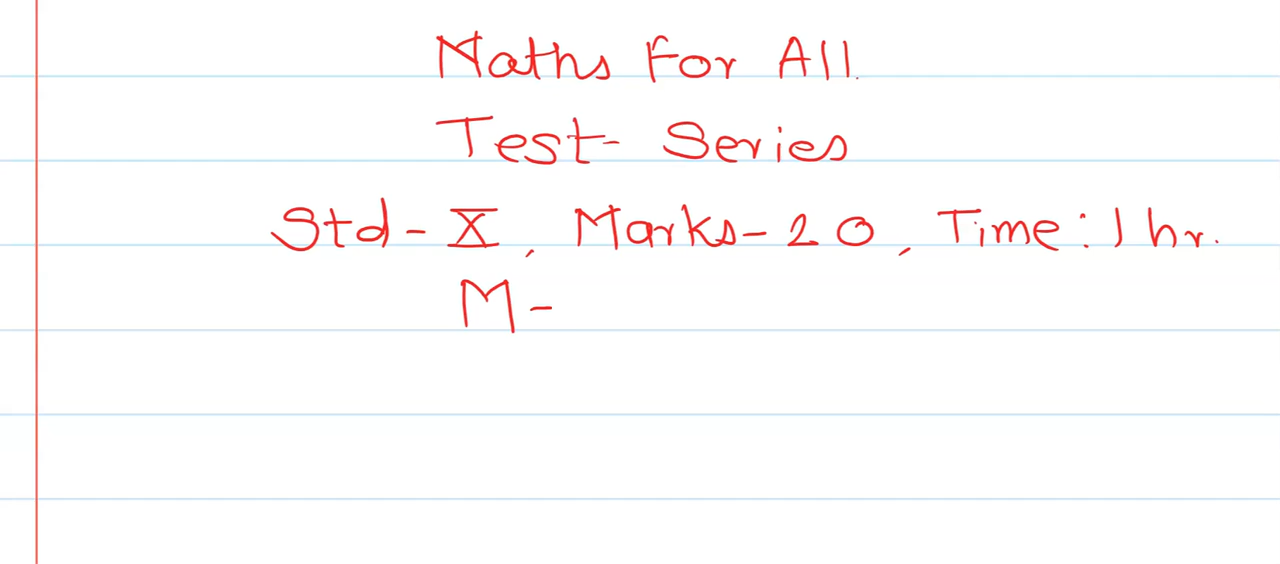 Maths For All.
Test- Series
Std - X, Marks - 20, Time: 1 hr.
M -